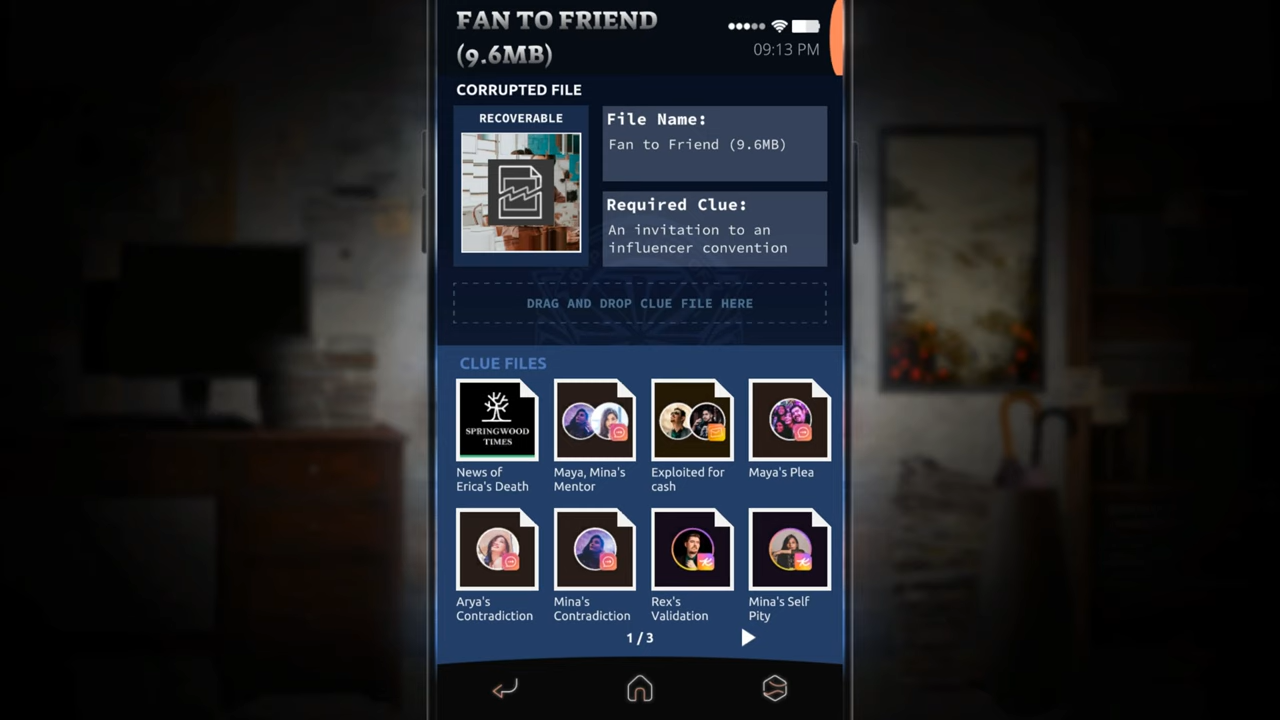 FAN TO FRIEND
(9.6MB)
09:13 PM
CORRUPTED FILE
RECOVERABLE
File Name:
Fan to Friend (9.6MB)
Required Clue:
An invitation to an
influencer convention
DRAG AND DROP CLUE FILE HERE
CLUE FILES
SPRINGWOOD
TIMES
News of
Erica's Death
Maya, Mina's
Mentor
Exploited for
cash
Maya's Plea
Arya's
Contradiction
Mina's
Contradiction
Rex's
Validation
Mina's Self
Pity
1/3